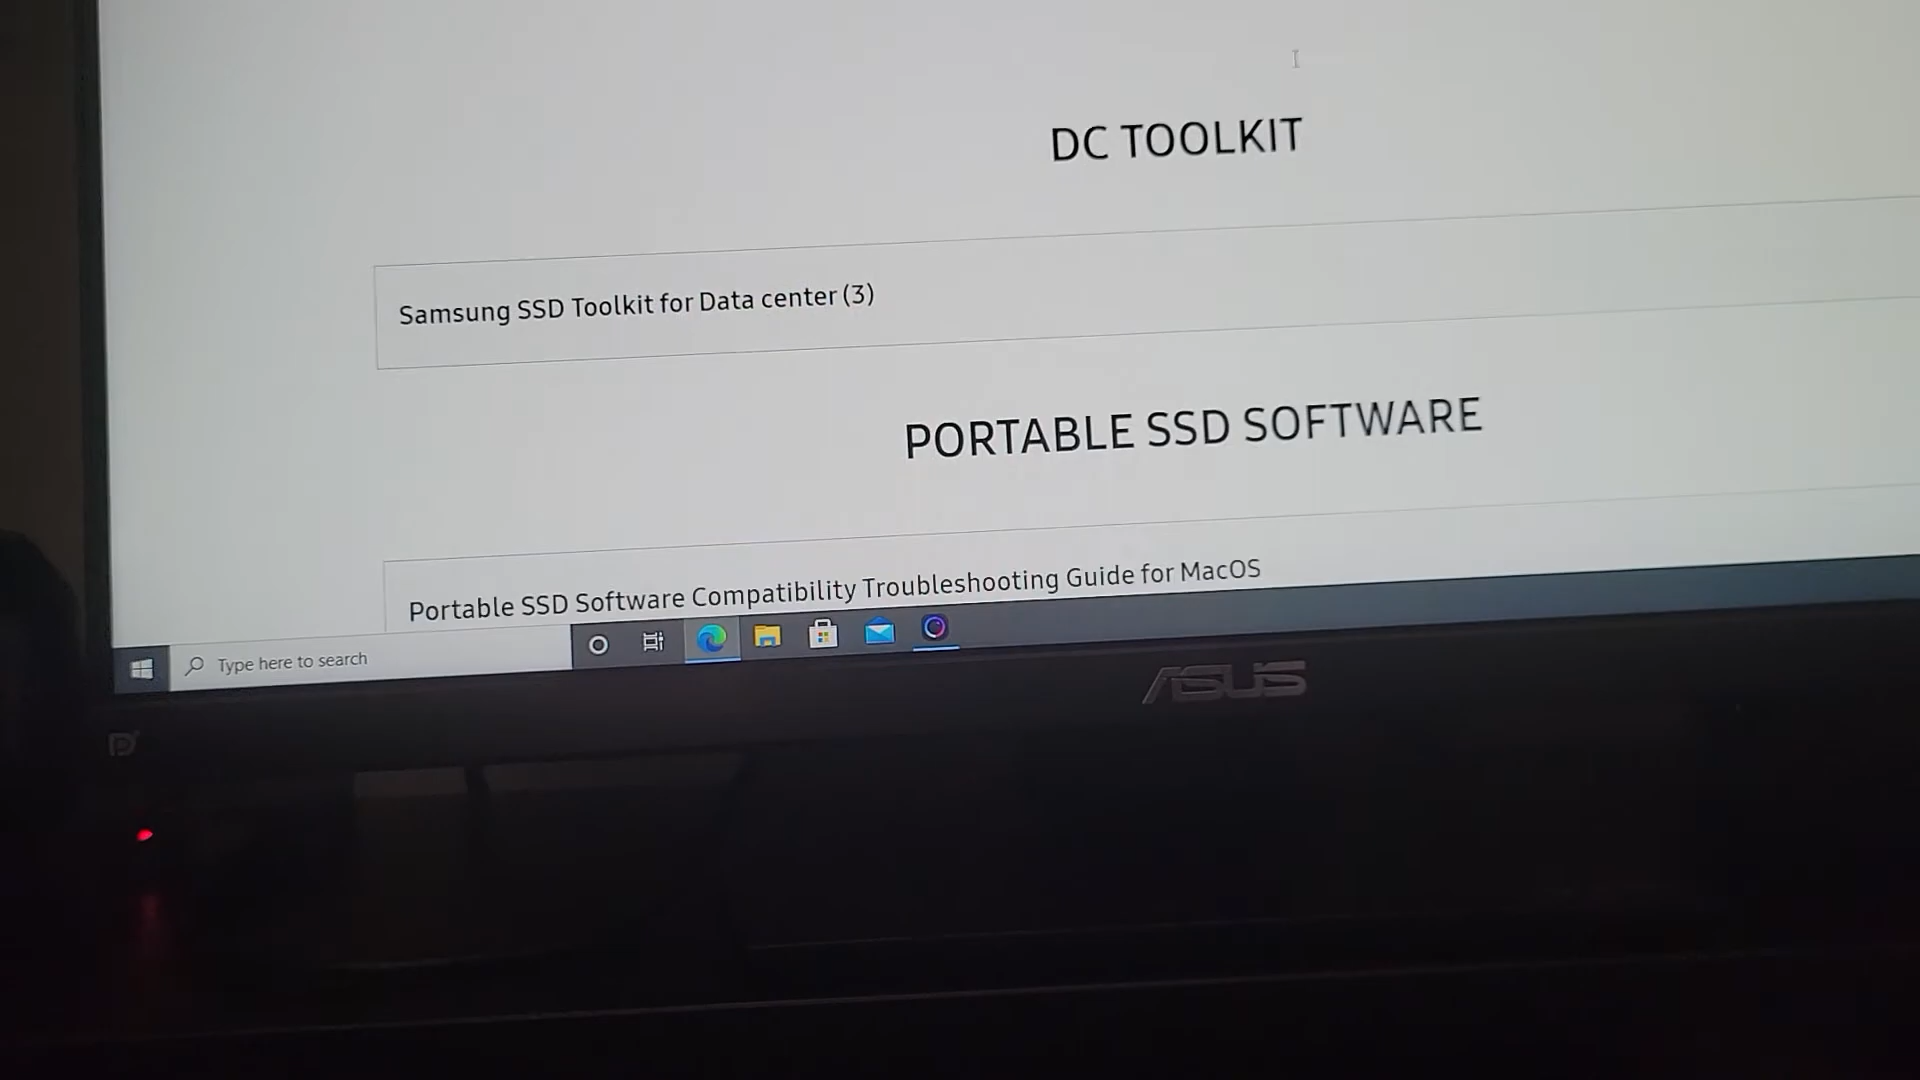 DC TOOLKIT
Samsung SSD Toolkit for Data center (3)
PORTABLE SSD SOFTWARE
Portable SSD Software Compatibility Troubleshooting Guide for MacOS
Type here to search
ASUS